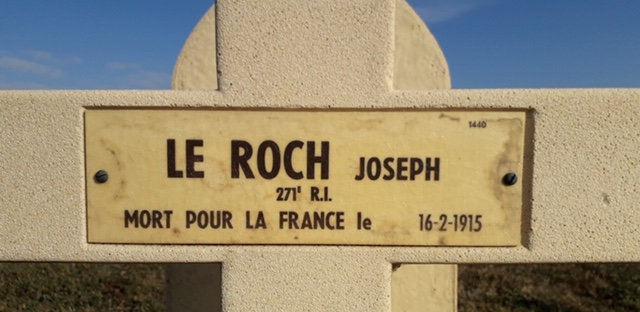 1440
LE ROCH JOSEPH
271ᴱ R.I.
MORT POUR LA FRANCE le 16-2-1915